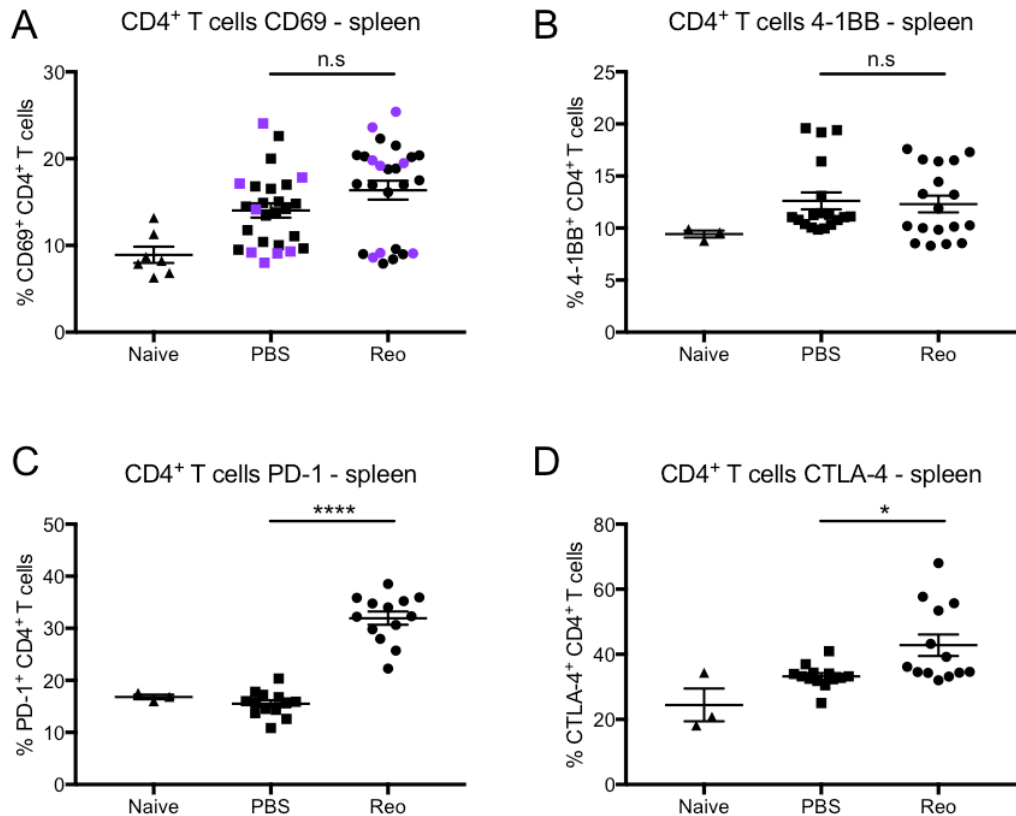 A
CD4⁺ T cells CD69 - spleen
n.s
% CD69⁺ CD4⁺ T cells
30
20
10
0
Naive PBS Reo
B
CD4⁺ T cells 4-1BB - spleen
n.s
% 4-1BB⁺ CD4⁺ T cells
25
20
15
10
5
0
Naive PBS Reo
C
CD4⁺ T cells PD-1 - spleen
****
% PD-1⁺ CD4⁺ T cells
50
40
30
20
10
0
Naive PBS Reo
D
CD4⁺ T cells CTLA-4 - spleen
*
% CTLA-4⁺ CD4⁺ T cells
80
60
40
20
0
Naive PBS Reo